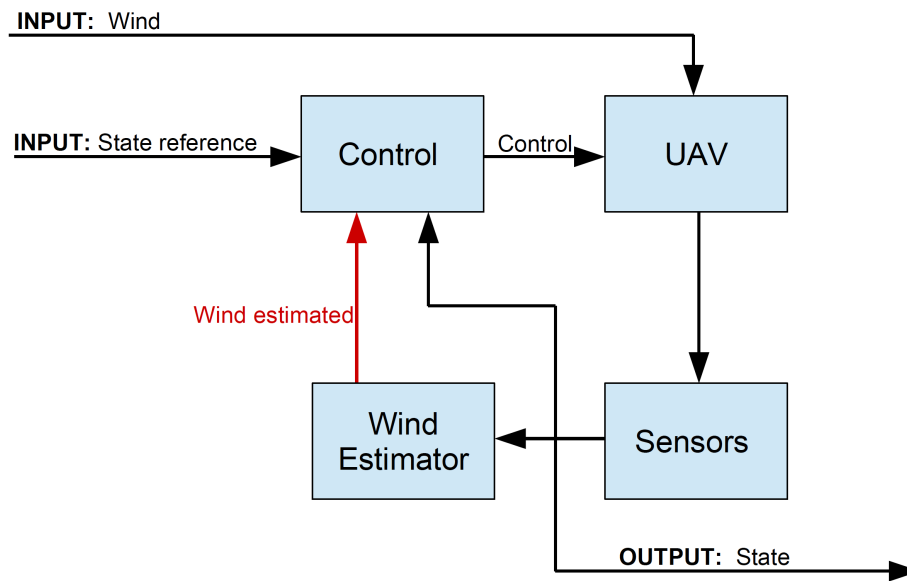 INPUT: Wind
INPUT: State reference
Control
Control
UAV
Wind estimated
Wind
Estimator
Sensors
OUTPUT: State